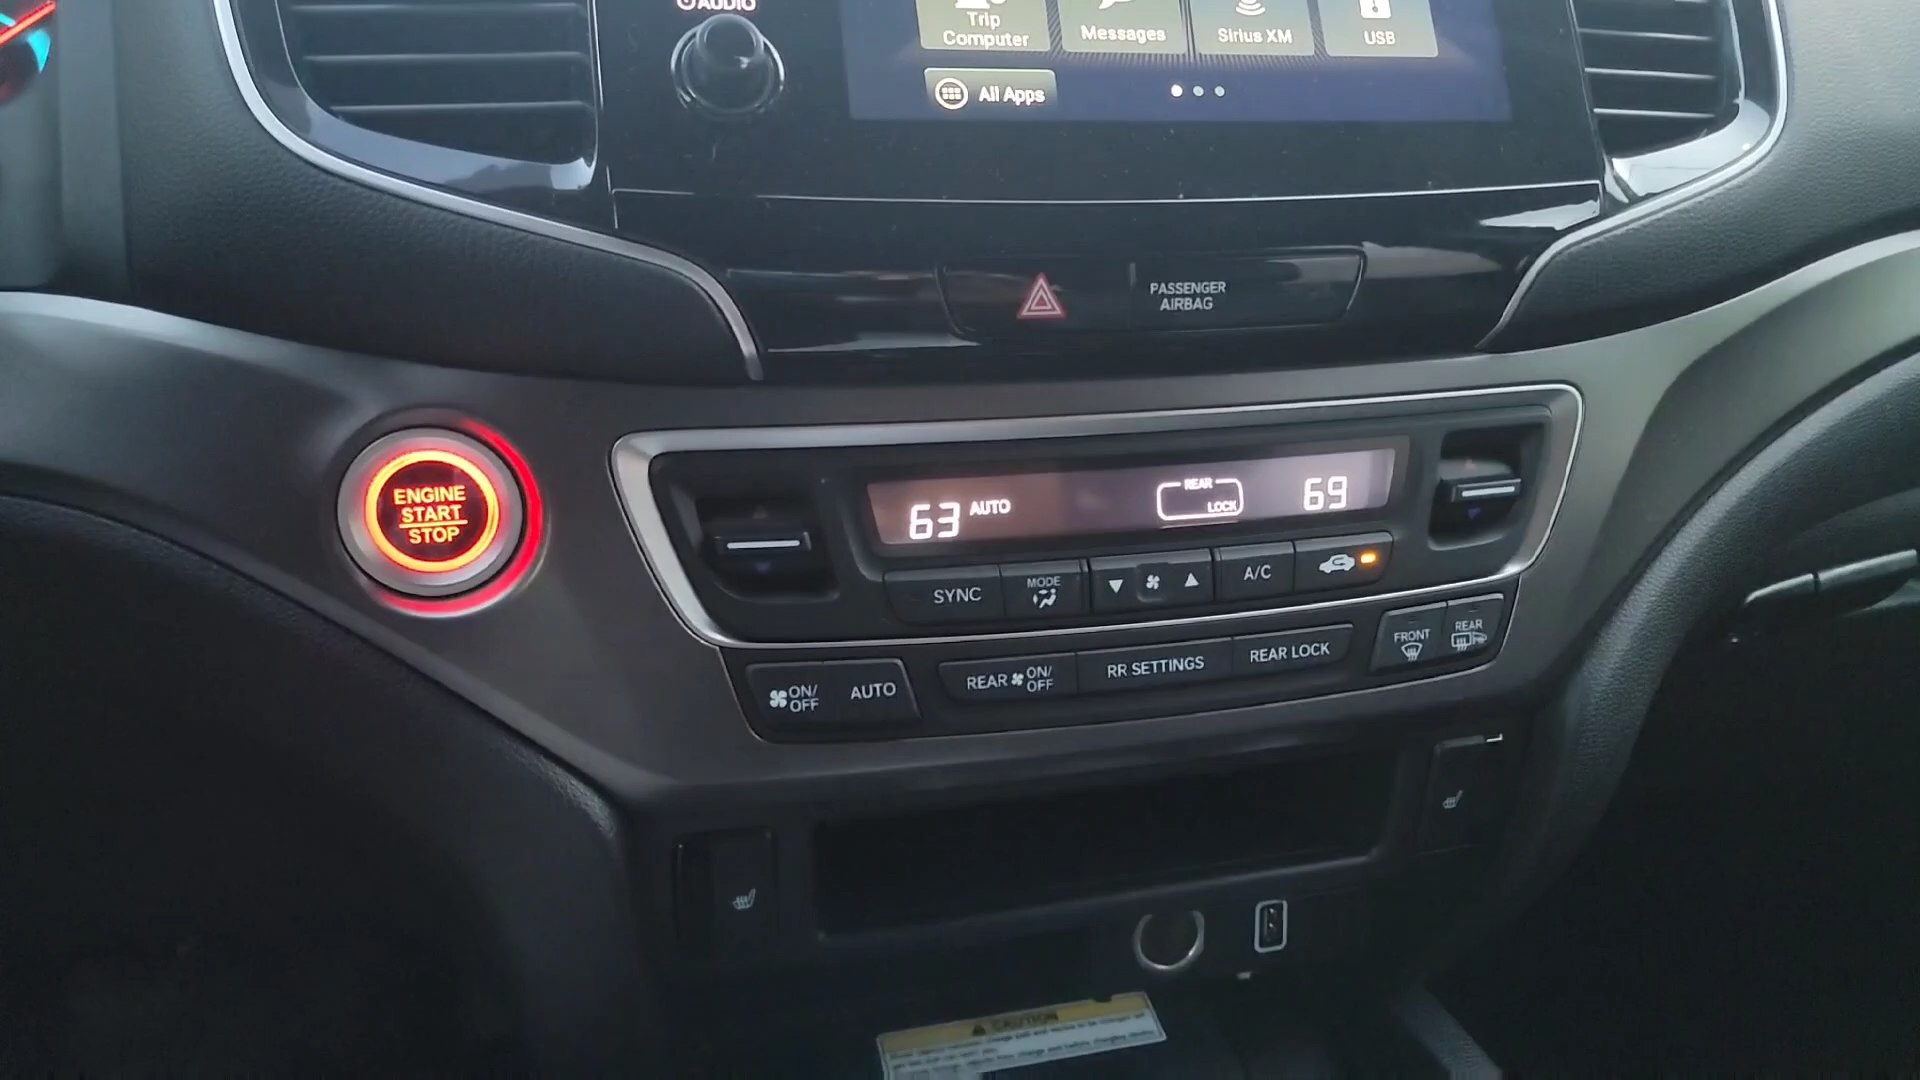 AUDIO
Trip
Computer
Messages
Sirius XM
USB
All Apps
PASSENGER
AIRBAG
ENGINE
START
STOP
63 AUTO
REAR
LOCK
69
SYNC
MODE
A/C
ON/
OFF
AUTO
REAR ON/
OFF
RR SETTINGS
REAR LOCK
FRONT
REAR
CAUTION